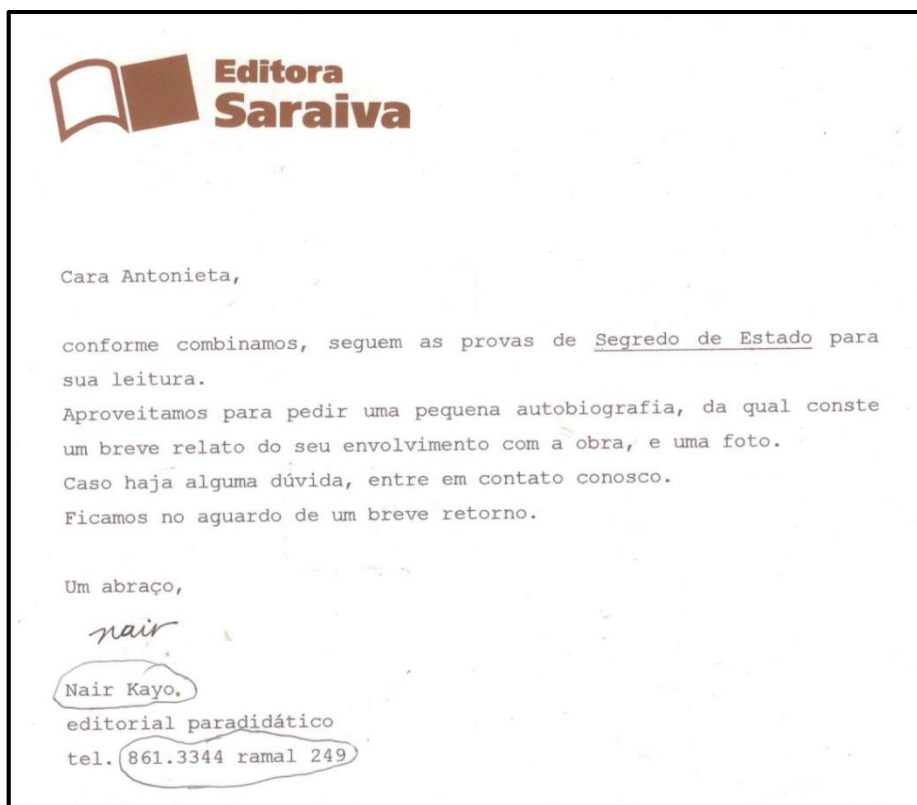 Editora
Saraiva
Cara Antonieta,
conforme combinamos, seguem as provas de Segredo de Estado para
sua leitura.
Aproveitamos para pedir uma pequena autobiografia, da qual conste
um breve relato do seu envolvimento com a obra, e uma foto.
Caso haja alguma dúvida, entre em contato conosco.
Ficamos no aguardo de um breve retorno.
Um abraço,
nair
Nair Kayo.
editorial paradidático
tel. 861.3344 ramal 249